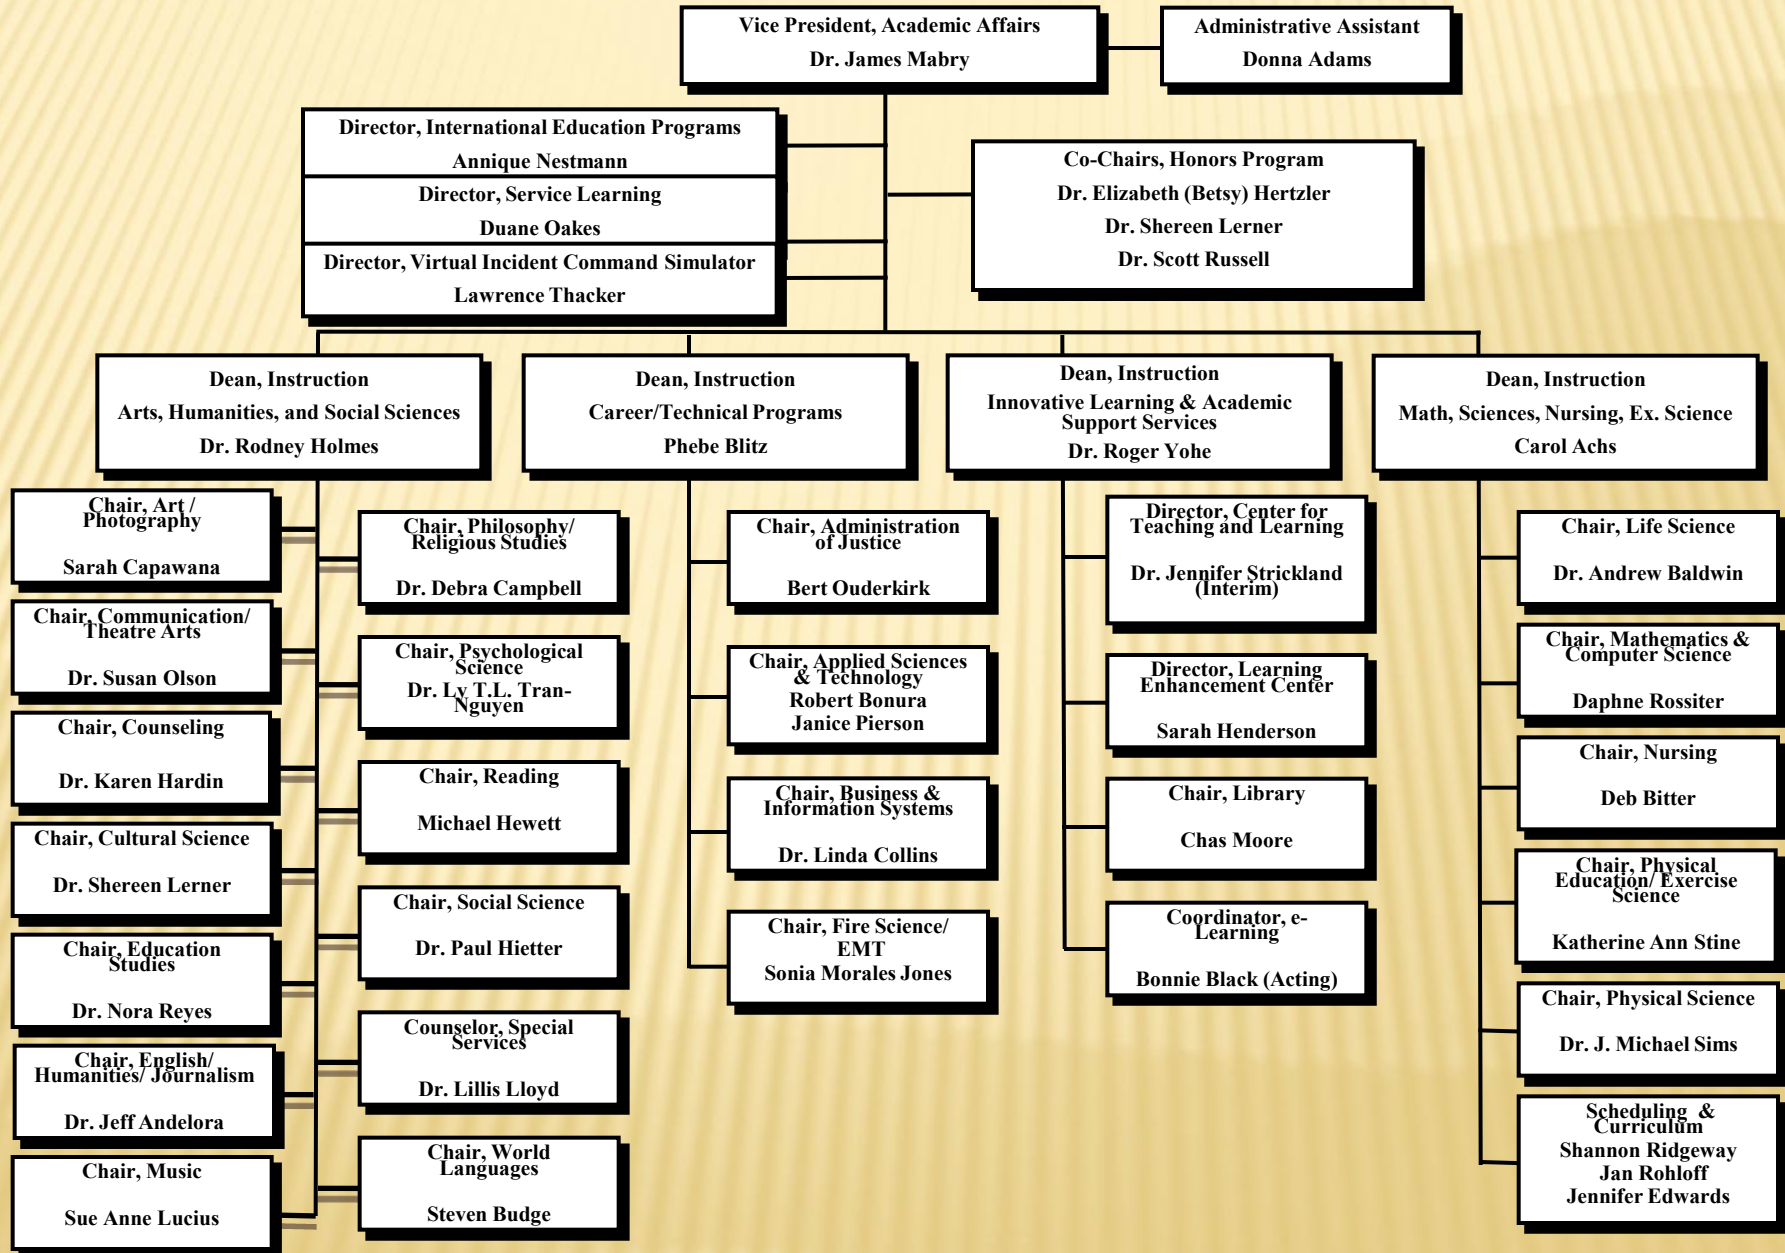 Vice President, Academic Affairs
Dr. James Mabry
Administrative Assistant
Donna Adams
Director, International Education Programs
Annique Nestmann
Director, Service Learning
Duane Oakes
Director, Virtual Incident Command Simulator
Lawrence Thacker
Co-Chairs, Honors Program
Dr. Elizabeth (Betsy) Hertzler
Dr. Shereen Lerner
Dr. Scott Russell
Dean, Instruction
Arts, Humanities, and Social Sciences
Dr. Rodney Holmes
Dean, Instruction
Career/Technical Programs
Phebe Blitz
Dean, Instruction
Innovative Learning & Academic
Support Services
Dr. Roger Yohe
Dean, Instruction
Math, Sciences, Nursing, Ex. Science
Carol Achs
Chair, Art /
Photography
Sarah Capawana
Chair, Communication/
Theatre Arts
Dr. Susan Olson
Chair, Counseling
Dr. Karen Hardin
Chair, Cultural Science
Dr. Shereen Lerner
Chair, Education
Studies
Dr. Nora Reyes
Chair, English/
Humanities/ Journalism
Dr. Jeff Andelora
Chair, Music
Sue Anne Lucius
Chair, Philosophy/
Religious Studies
Dr. Debra Campbell
Chair, Psychological
Science
Dr. Ly T.L. Tran-
Nguyen
Chair, Reading
Michael Hewett
Chair, Social Science
Dr. Paul Hietter
Counselor, Special
Services
Dr. Lillis Lloyd
Chair, World
Languages
Steven Budge
Chair, Administration
of Justice
Bert Ouderkirk
Chair, Applied Sciences
& Technology
Robert Bonura
Janice Pierson
Chair, Business &
Information Systems
Dr. Linda Collins
Chair, Fire Science/
EMT
Sonia Morales Jones
Director, Center for
Teaching and Learning
Dr. Jennifer Strickland
(Interim)
Director, Learning
Enhancement Center
Sarah Henderson
Chair, Library
Chas Moore
Coordinator, e-
Learning
Bonnie Black (Acting)
Chair, Life Science
Dr. Andrew Baldwin
Chair, Mathematics &
Computer Science
Daphne Rossiter
Chair, Nursing
Deb Bitter
Chair, Physical
Education/ Exercise
Science
Katherine Ann Stine
Chair, Physical Science
Dr. J. Michael Sims
Scheduling &
Curriculum
Shannon Ridgeway
Jan Rohloff
Jennifer Edwards